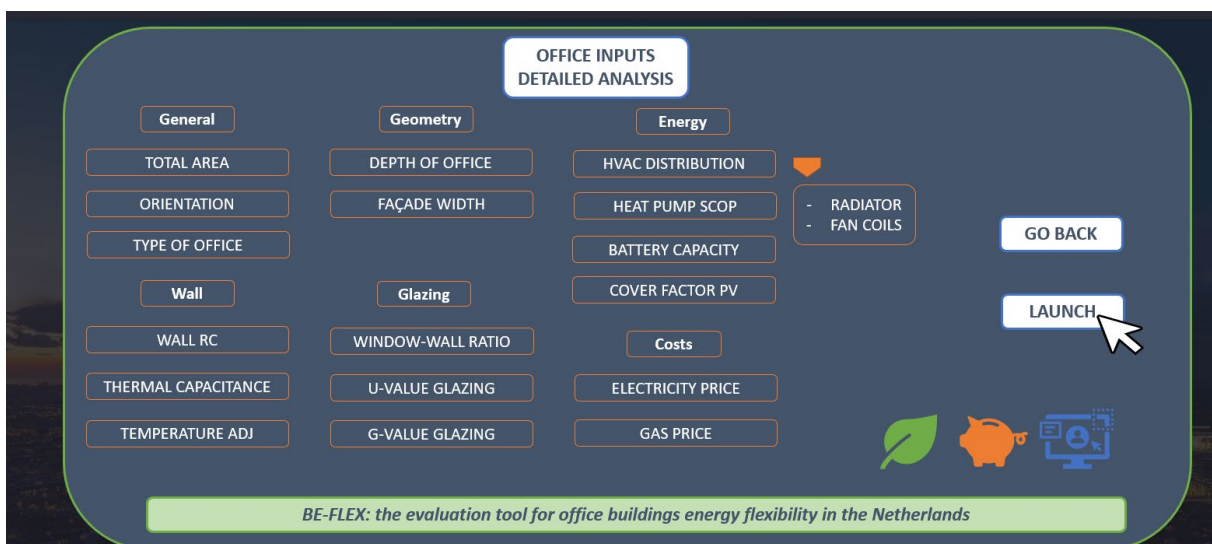 OFFICE INPUTS
DETAILED ANALYSIS
General
TOTAL AREA
ORIENTATION
TYPE OF OFFICE
Geometry
DEPTH OF OFFICE
FAÇADE WIDTH
Energy
HVAC DISTRIBUTION
HEAT PUMP SCOP
BATTERY CAPACITY
COVER FACTOR PV
- RADIATOR
- FAN COILS
Wall
WALL RC
THERMAL CAPACITANCE
TEMPERATURE ADJ
Glazing
WINDOW-WALL RATIO
U-VALUE GLAZING
G-VALUE GLAZING
Costs
ELECTRICITY PRICE
GAS PRICE
GO BACK
LAUNCH
BE-FLEX: the evaluation tool for office buildings energy flexibility in the Netherlands